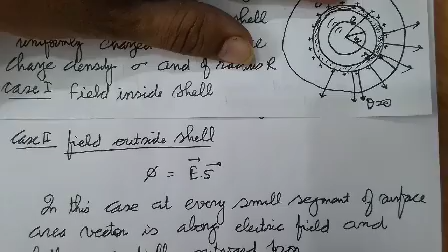 shell
uniformly charged
charge density σ and of radius R
Case I field inside shell
Case II field outside shell
φ = E⃗.S⃗
In this case at every small segment of surface
area vector is along electric field and